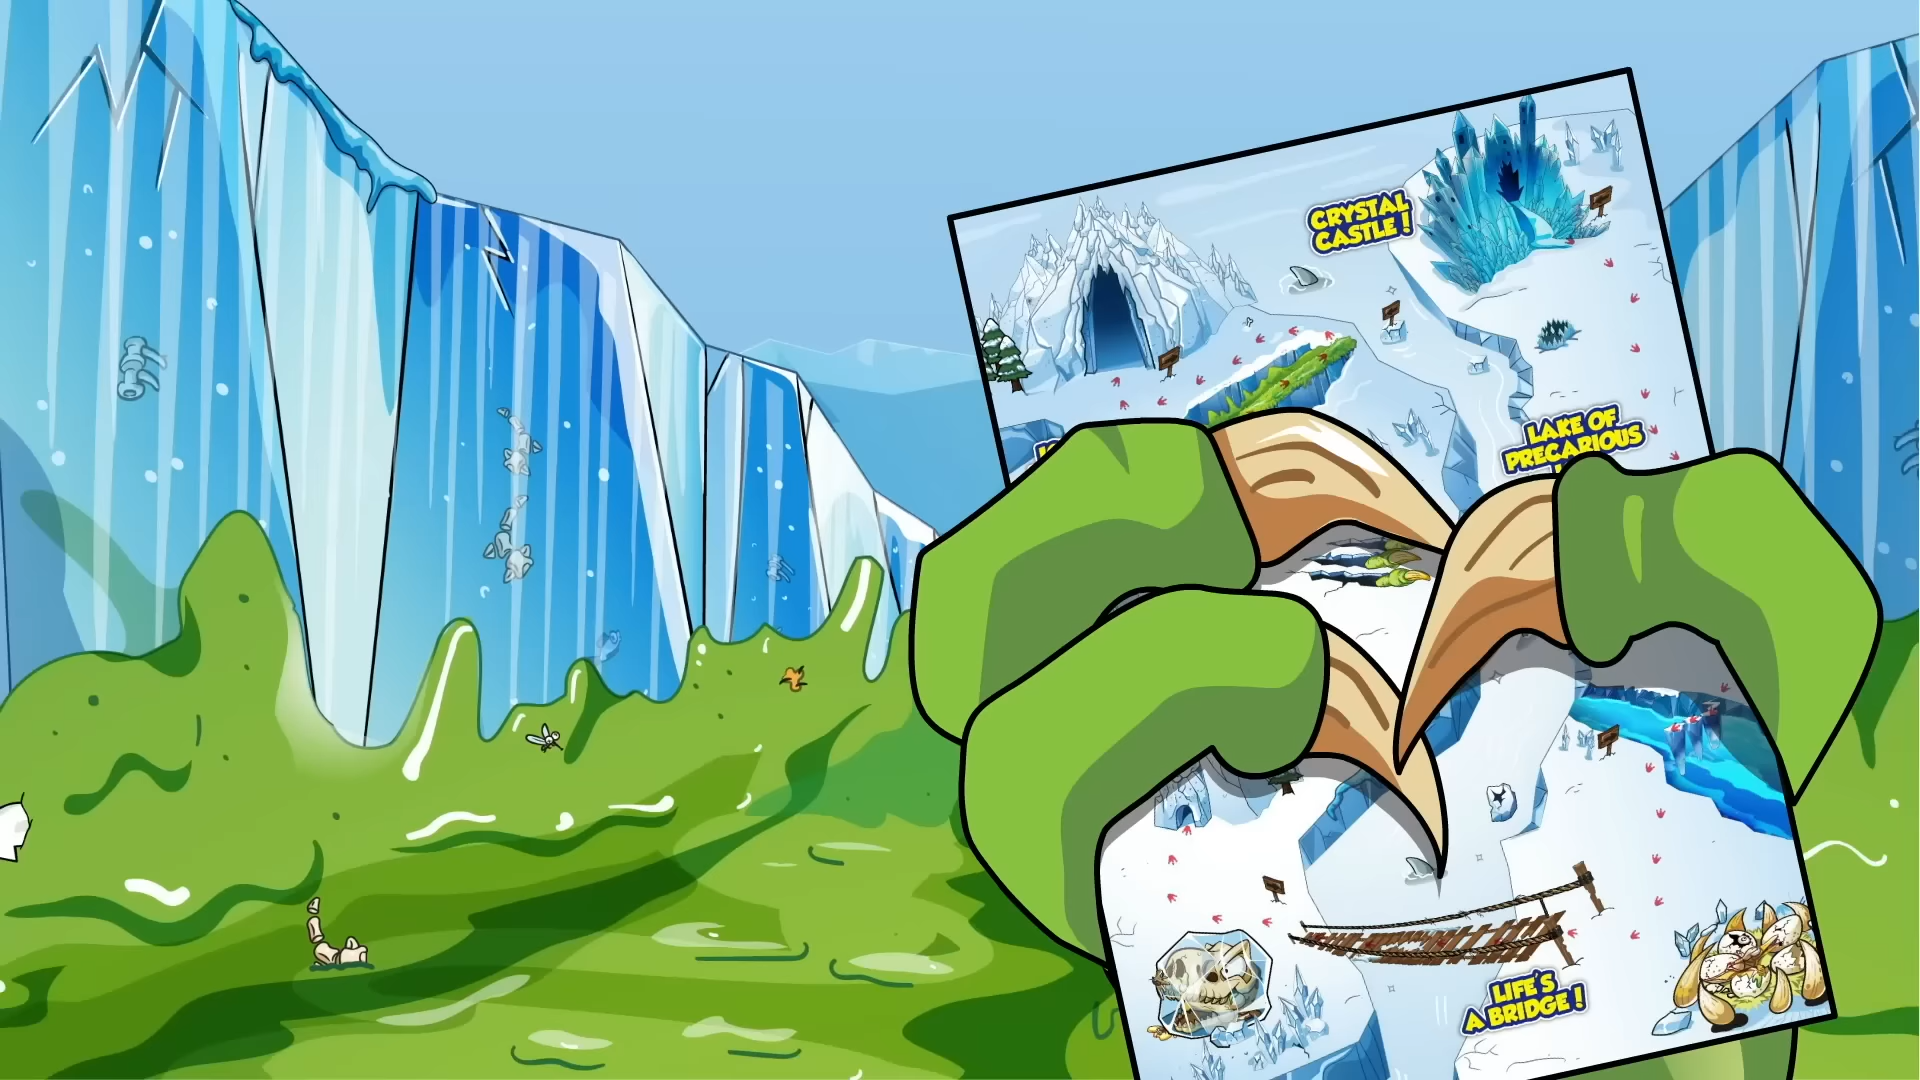 CRYSTAL
CASTLE!
LAKE OF
PRECARIOUS
LIFE'S
A BRIDGE!